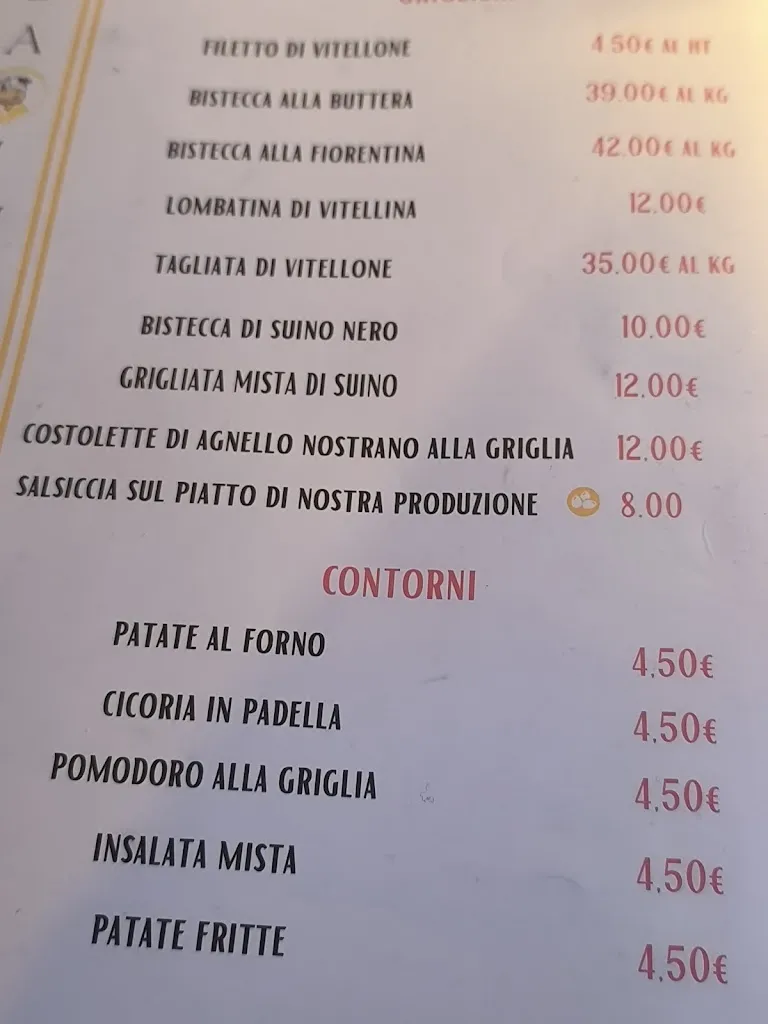 A
FILETTO DI VITELLONE 4.50€ AL HT
BISTECCA ALLA BUTTERA 39.00€ AL KG
BISTECCA ALLA FIORENTINA 42.00€ AL KG
LOMBATINA DI VITELLINA 12.00€
TAGLIATA DI VITELLONE 35.00€ AL KG
BISTECCA DI SUINO NERO 10.00€
GRIGLIATA MISTA DI SUINO 12.00€
COSTOLETTE DI AGNELLO NOSTRANO ALLA GRIGLIA 12.00€
SALSICCIA SUL PIATTO DI NOSTRA PRODUZIONE 8.00
CONTORNI
PATATE AL FORNO 4.50€
CICORIA IN PADELLA 4.50€
POMODORO ALLA GRIGLIA 4.50€
INSALATA MISTA 4.50€
PATATE FRITTE 4.50€